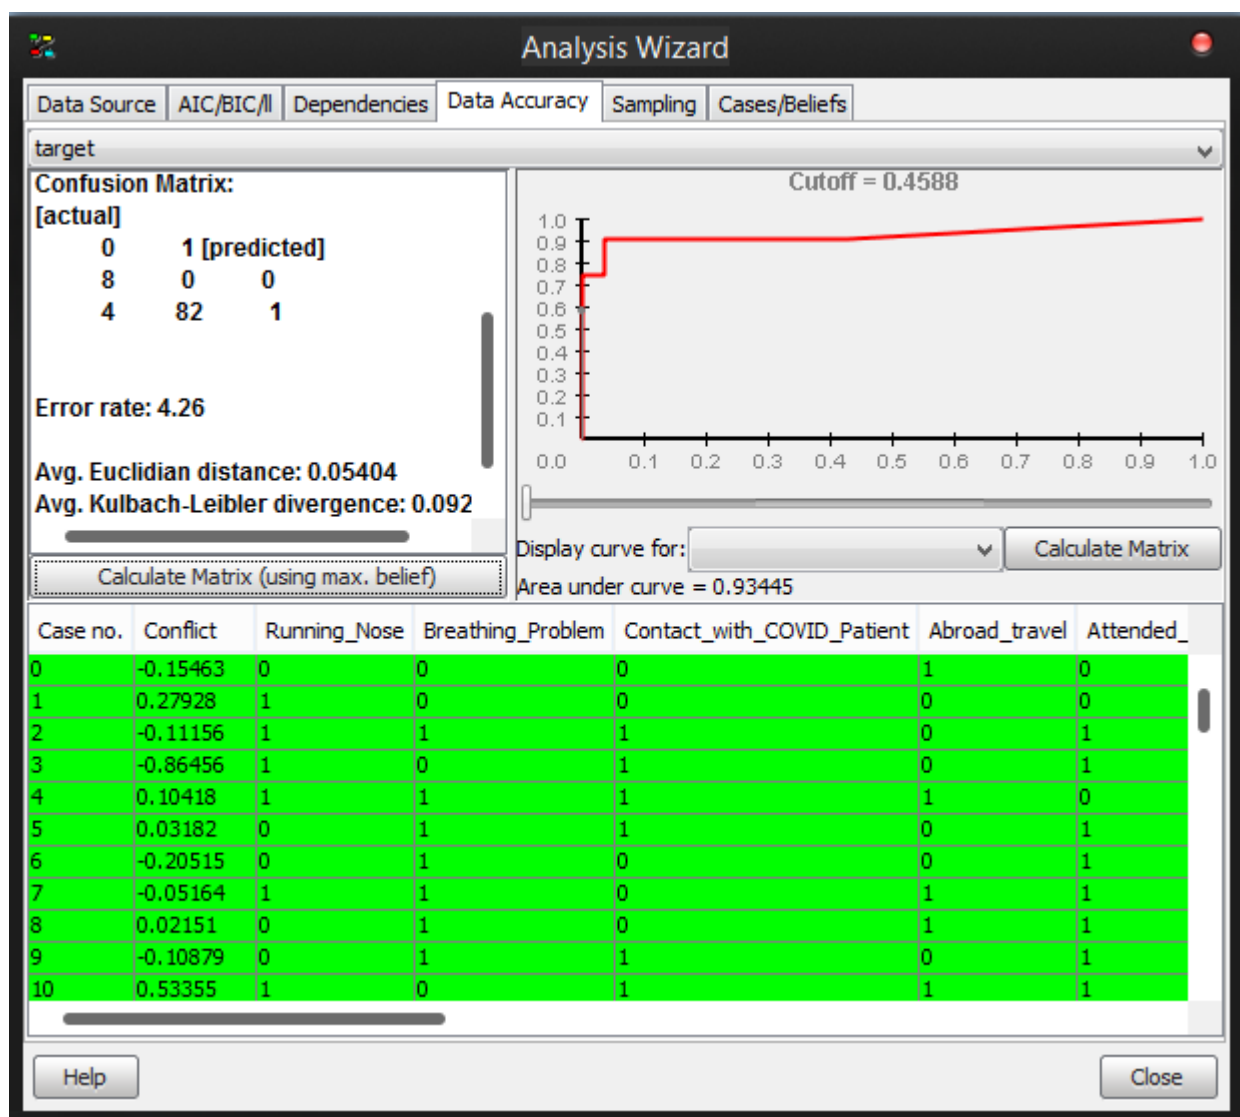 Analysis Wizard
Data Source AIC/BIC/ll Dependencies Data Accuracy Sampling Cases/Beliefs
target
Confusion Matrix:
[actual]
0 1 [predicted]
8 0 0
4 82 1
Error rate: 4.26
Avg. Euclidian distance: 0.05404
Avg. Kulbach-Leibler divergence: 0.092
Calculate Matrix (using max. belief)
Cutoff = 0.4588
1.0
0.9
0.8
0.7
0.6
0.5
0.4
0.3
0.2
0.1
0.0 0.1 0.2 0.3 0.4 0.5 0.6 0.7 0.8 0.9 1.0
Display curve for: Calculate Matrix
Area under curve = 0.93445
Case no. Conflict Running_Nose Breathing_Problem Contact_with_COVID_Patient Abroad_travel Attended_
0 -0.15463 0 0 0 1 0
1 0.27928 1 0 0 0 0
2 -0.11156 1 1 1 0 1
3 -0.86456 1 0 1 0 1
4 0.10418 1 1 1 1 0
5 0.03182 0 1 1 0 1
6 -0.20515 0 1 0 0 1
7 -0.05164 1 1 0 1 1
8 0.02151 0 1 0 1 1
9 -0.10879 0 1 1 0 1
10 0.53355 1 0 1 1 1
Help Close